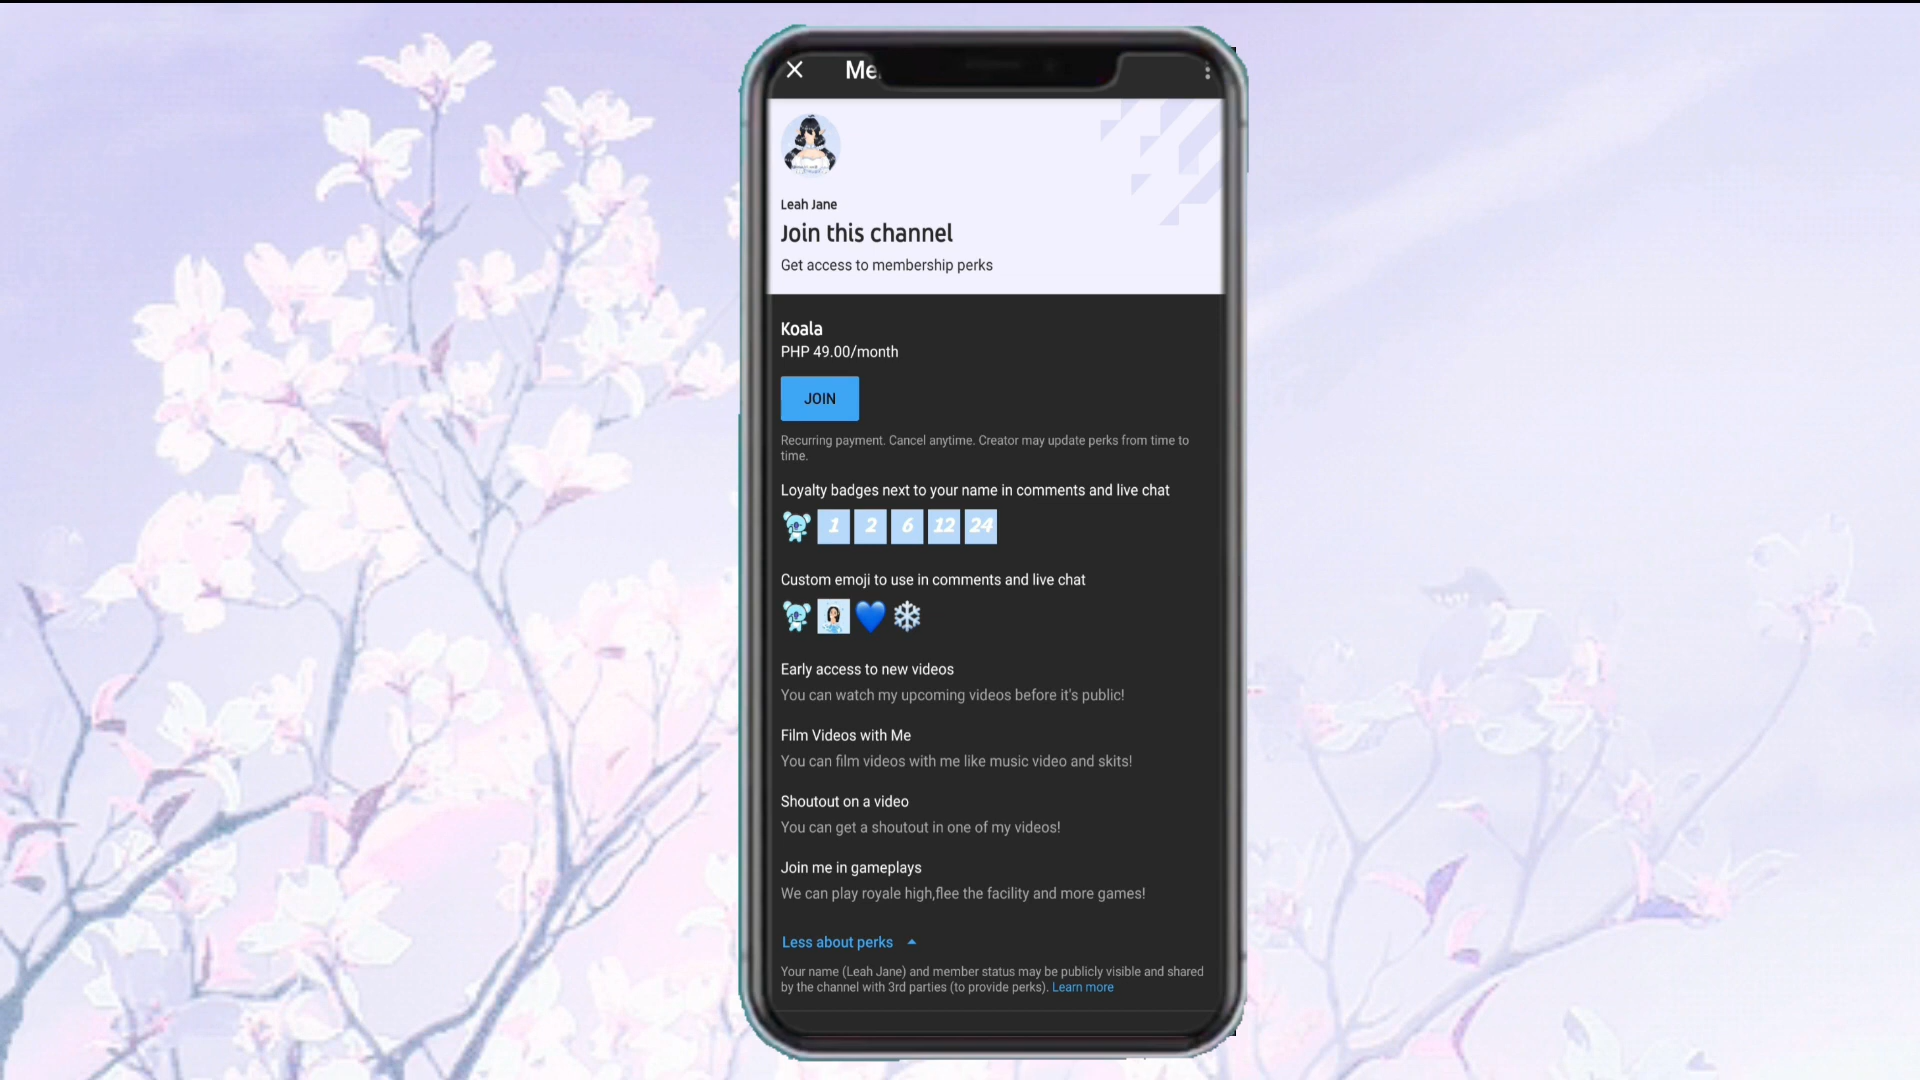 Me
Leah Jane
Join this channel
Get access to membership perks
Koala
PHP 49.00/month
JOIN
Recurring payment. Cancel anytime. Creator may update perks from time to
time.
Loyalty badges next to your name in comments and live chat
1 2 6 12 24
Custom emoji to use in comments and live chat
Early access to new videos
You can watch my upcoming videos before it's public!
Film Videos with Me
You can film videos with me like music video and skits!
Shoutout on a video
You can get a shoutout in one of my videos!
Join me in gameplays
We can play royale high,flee the facility and more games!
Less about perks
Your name (Leah Jane) and member status may be publicly visible and shared
by the channel with 3rd parties (to provide perks). Learn more